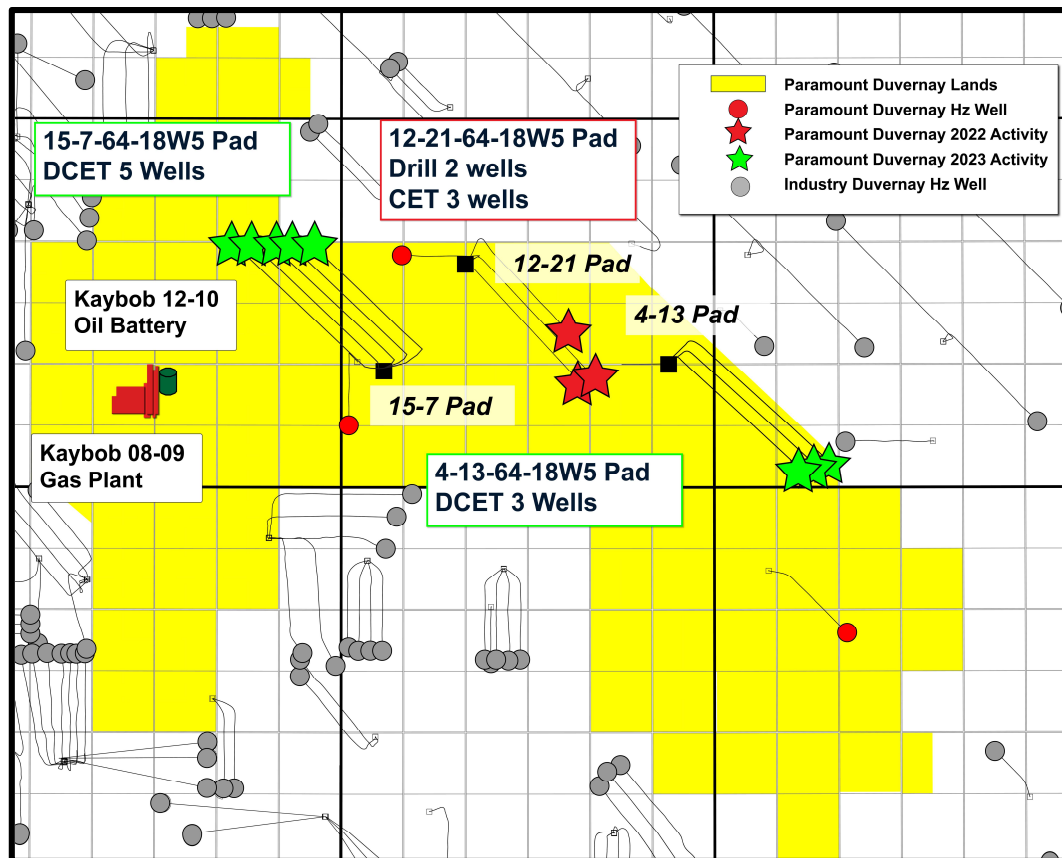 Paramount Duvernay Lands
Paramount Duvernay Hz Well
Paramount Duvernay 2022 Activity
Paramount Duvernay 2023 Activity
Industry Duvernay Hz Well
15-7-64-18W5 Pad
DCET 5 Wells
12-21-64-18W5 Pad
Drill 2 wells
CET 3 wells
12-21 Pad
Kaybob 12-10
Oil Battery
4-13 Pad
15-7 Pad
Kaybob 08-09
Gas Plant
4-13-64-18W5 Pad
DCET 3 Wells